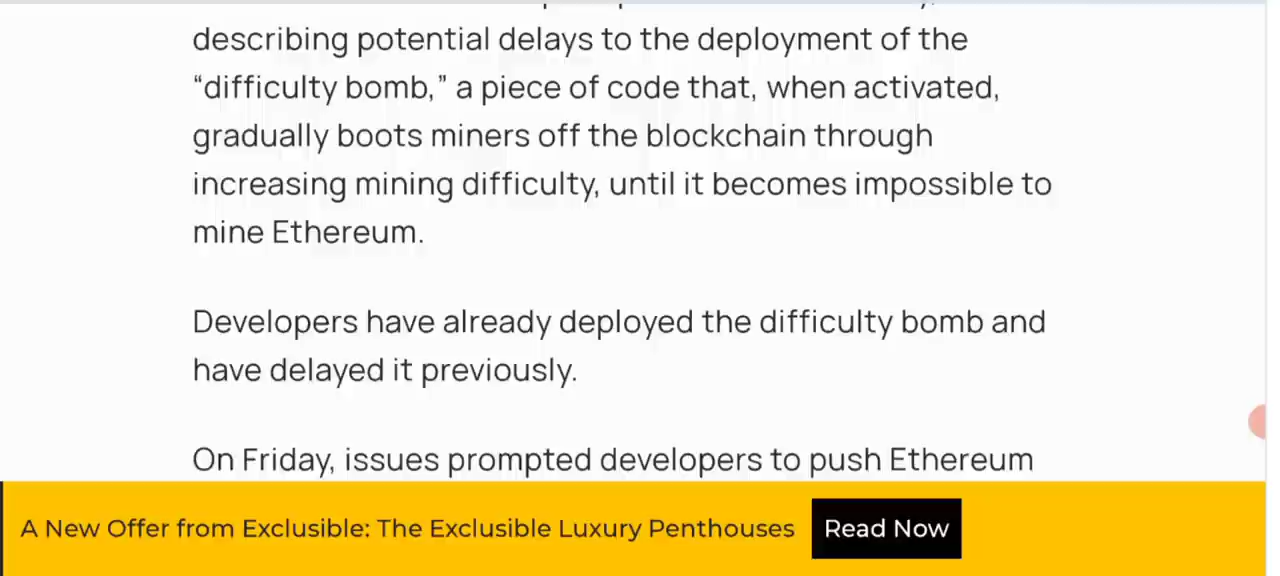 describing potential delays to the deployment of the
“difficulty bomb,” a piece of code that, when activated,
gradually boots miners off the blockchain through
increasing mining difficulty, until it becomes impossible to
mine Ethereum.
Developers have already deployed the difficulty bomb and
have delayed it previously.
On Friday, issues prompted developers to push Ethereum
A New Offer from Exclusible: The Exclusible Luxury Penthouses
Read Now